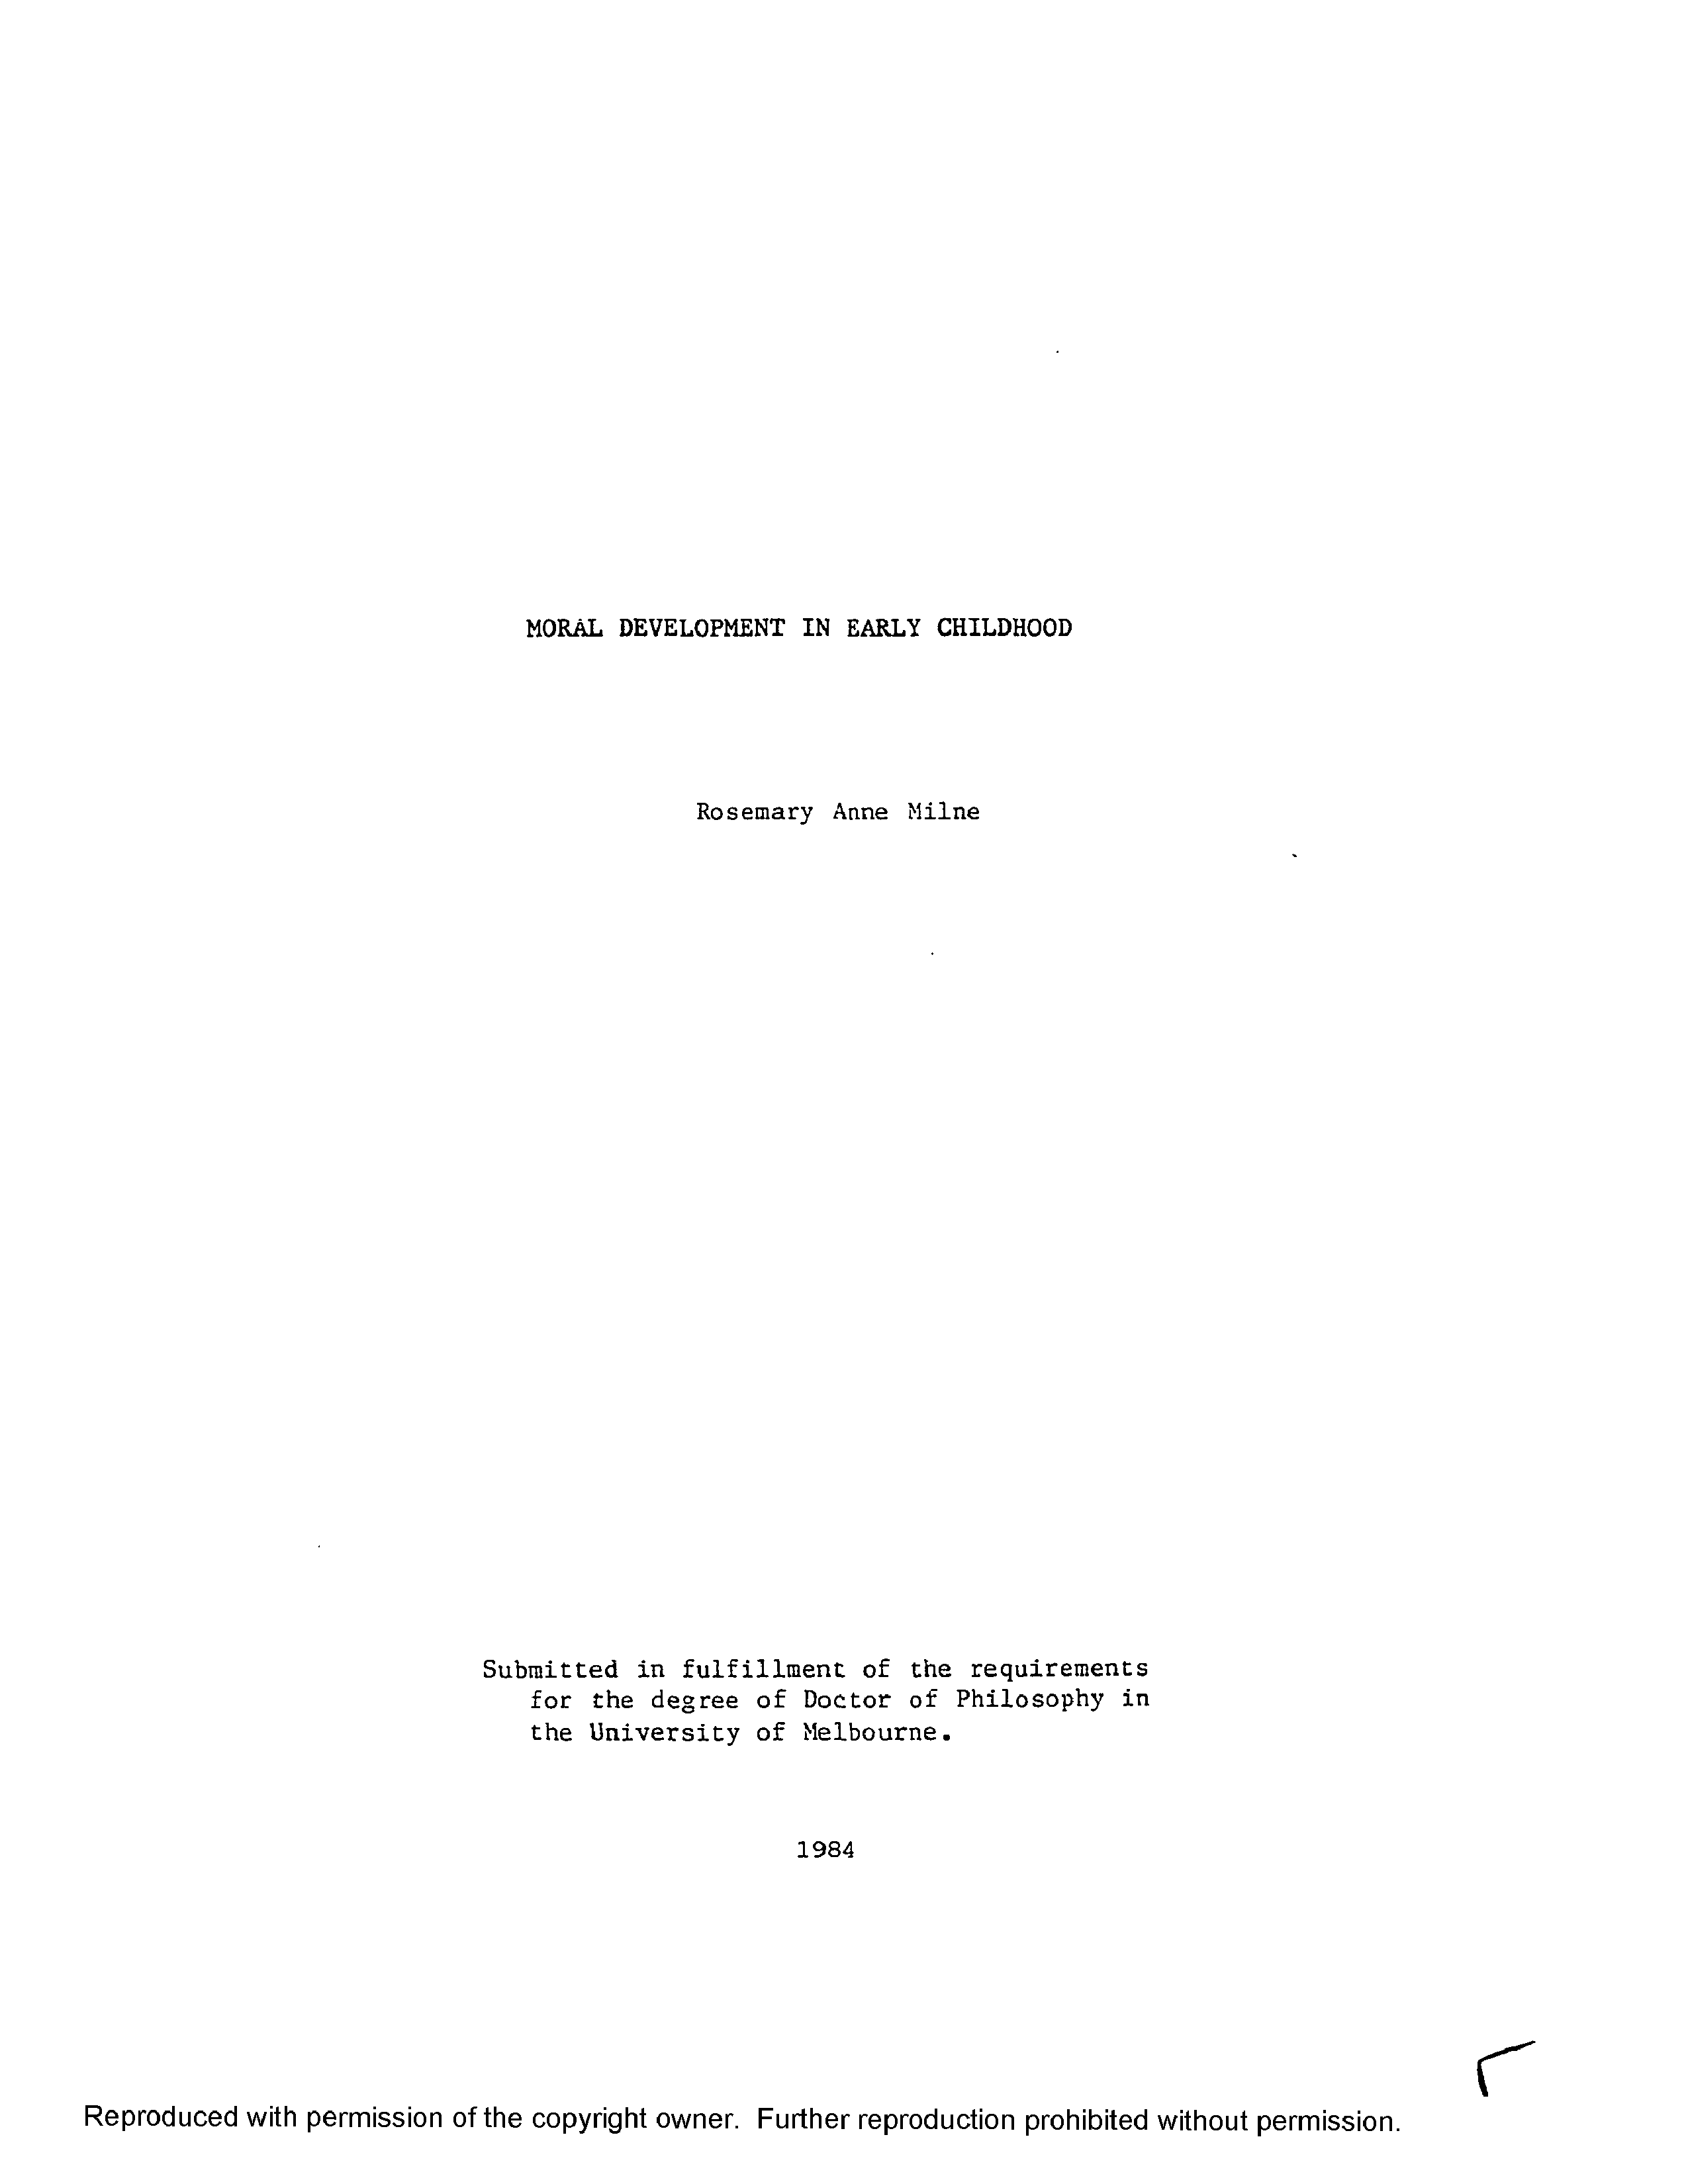 MORAL DEVELOPMENT IN EARLY CHILDHOOD
Rosemary Anne Milne
Submitted in fulfillment of the requirements
for the degree of Doctor of Philosophy in
the University of Melbourne.
1984
Reproduced with permission of the copyright owner. Further reproduction prohibited without permission.